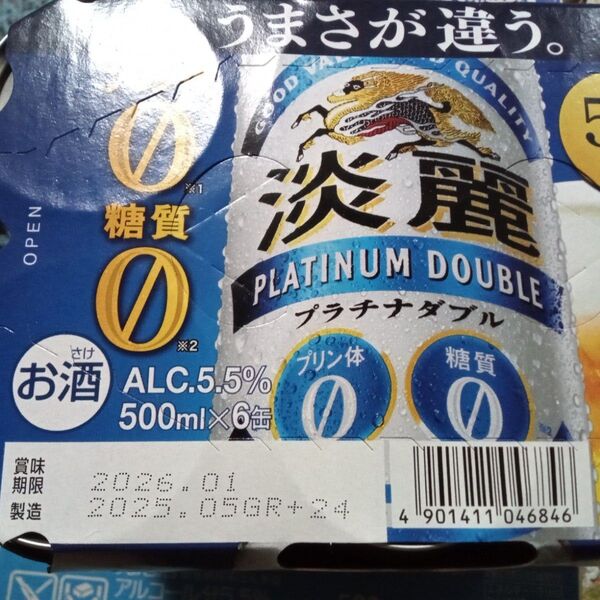 うまさが違う。
GOOD VAL
QUALITY
5
OPEN
0
※1
糖質
0
※2
淡麗
PLATINUM DOUBLE
プラチナダブル
プリン体
0
糖質
0
※2
さけ
お酒
ALC.5.5%
500ml×6缶
賞味
期限
製造
2026.01
2025.05GR+24
4 901411 046846